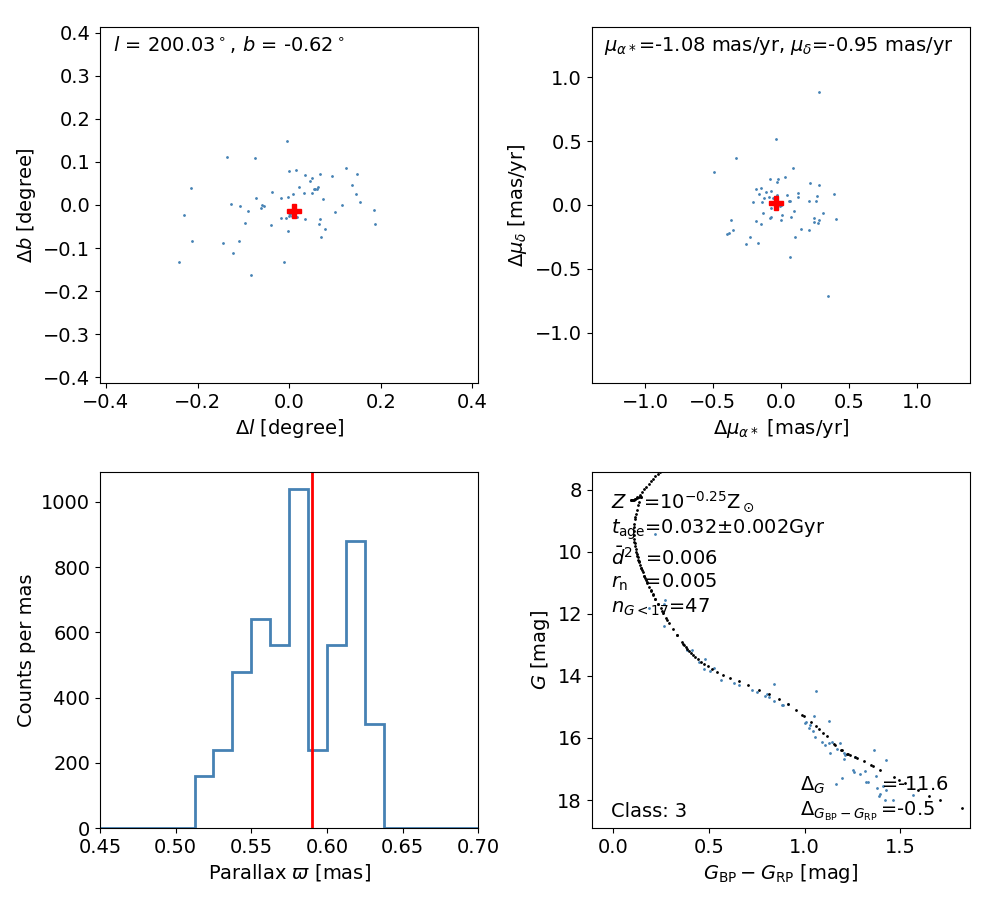 l = 200.03°, b = -0.62°
0.4
0.3
0.2
0.1
0.0
−0.1
−0.2
−0.3
−0.4
Δb [degree]
−0.4 −0.2 0.0 0.2 0.4
Δl [degree]
μα*=-1.08 mas/yr, μδ=-0.95 mas/yr
1.0
0.5
0.0
−0.5
−1.0
Δμδ [mas/yr]
−1.0 −0.5 0.0 0.5 1.0
Δμα* [mas/yr]
1000
800
600
400
200
0
Counts per mas
0.45 0.50 0.55 0.60 0.65 0.70
Parallax ϖ [mas]
8
10
12
14
16
18
G [mag]
Z =10^−0.25 Z⊙
tage=0.032±0.002Gyr
d̄² =0.006
rn =0.005
nG<17=47
ΔG =-11.6
Class: 3
ΔGBP−GRP=-0.5
0.0 0.5 1.0 1.5
GBP − GRP [mag]